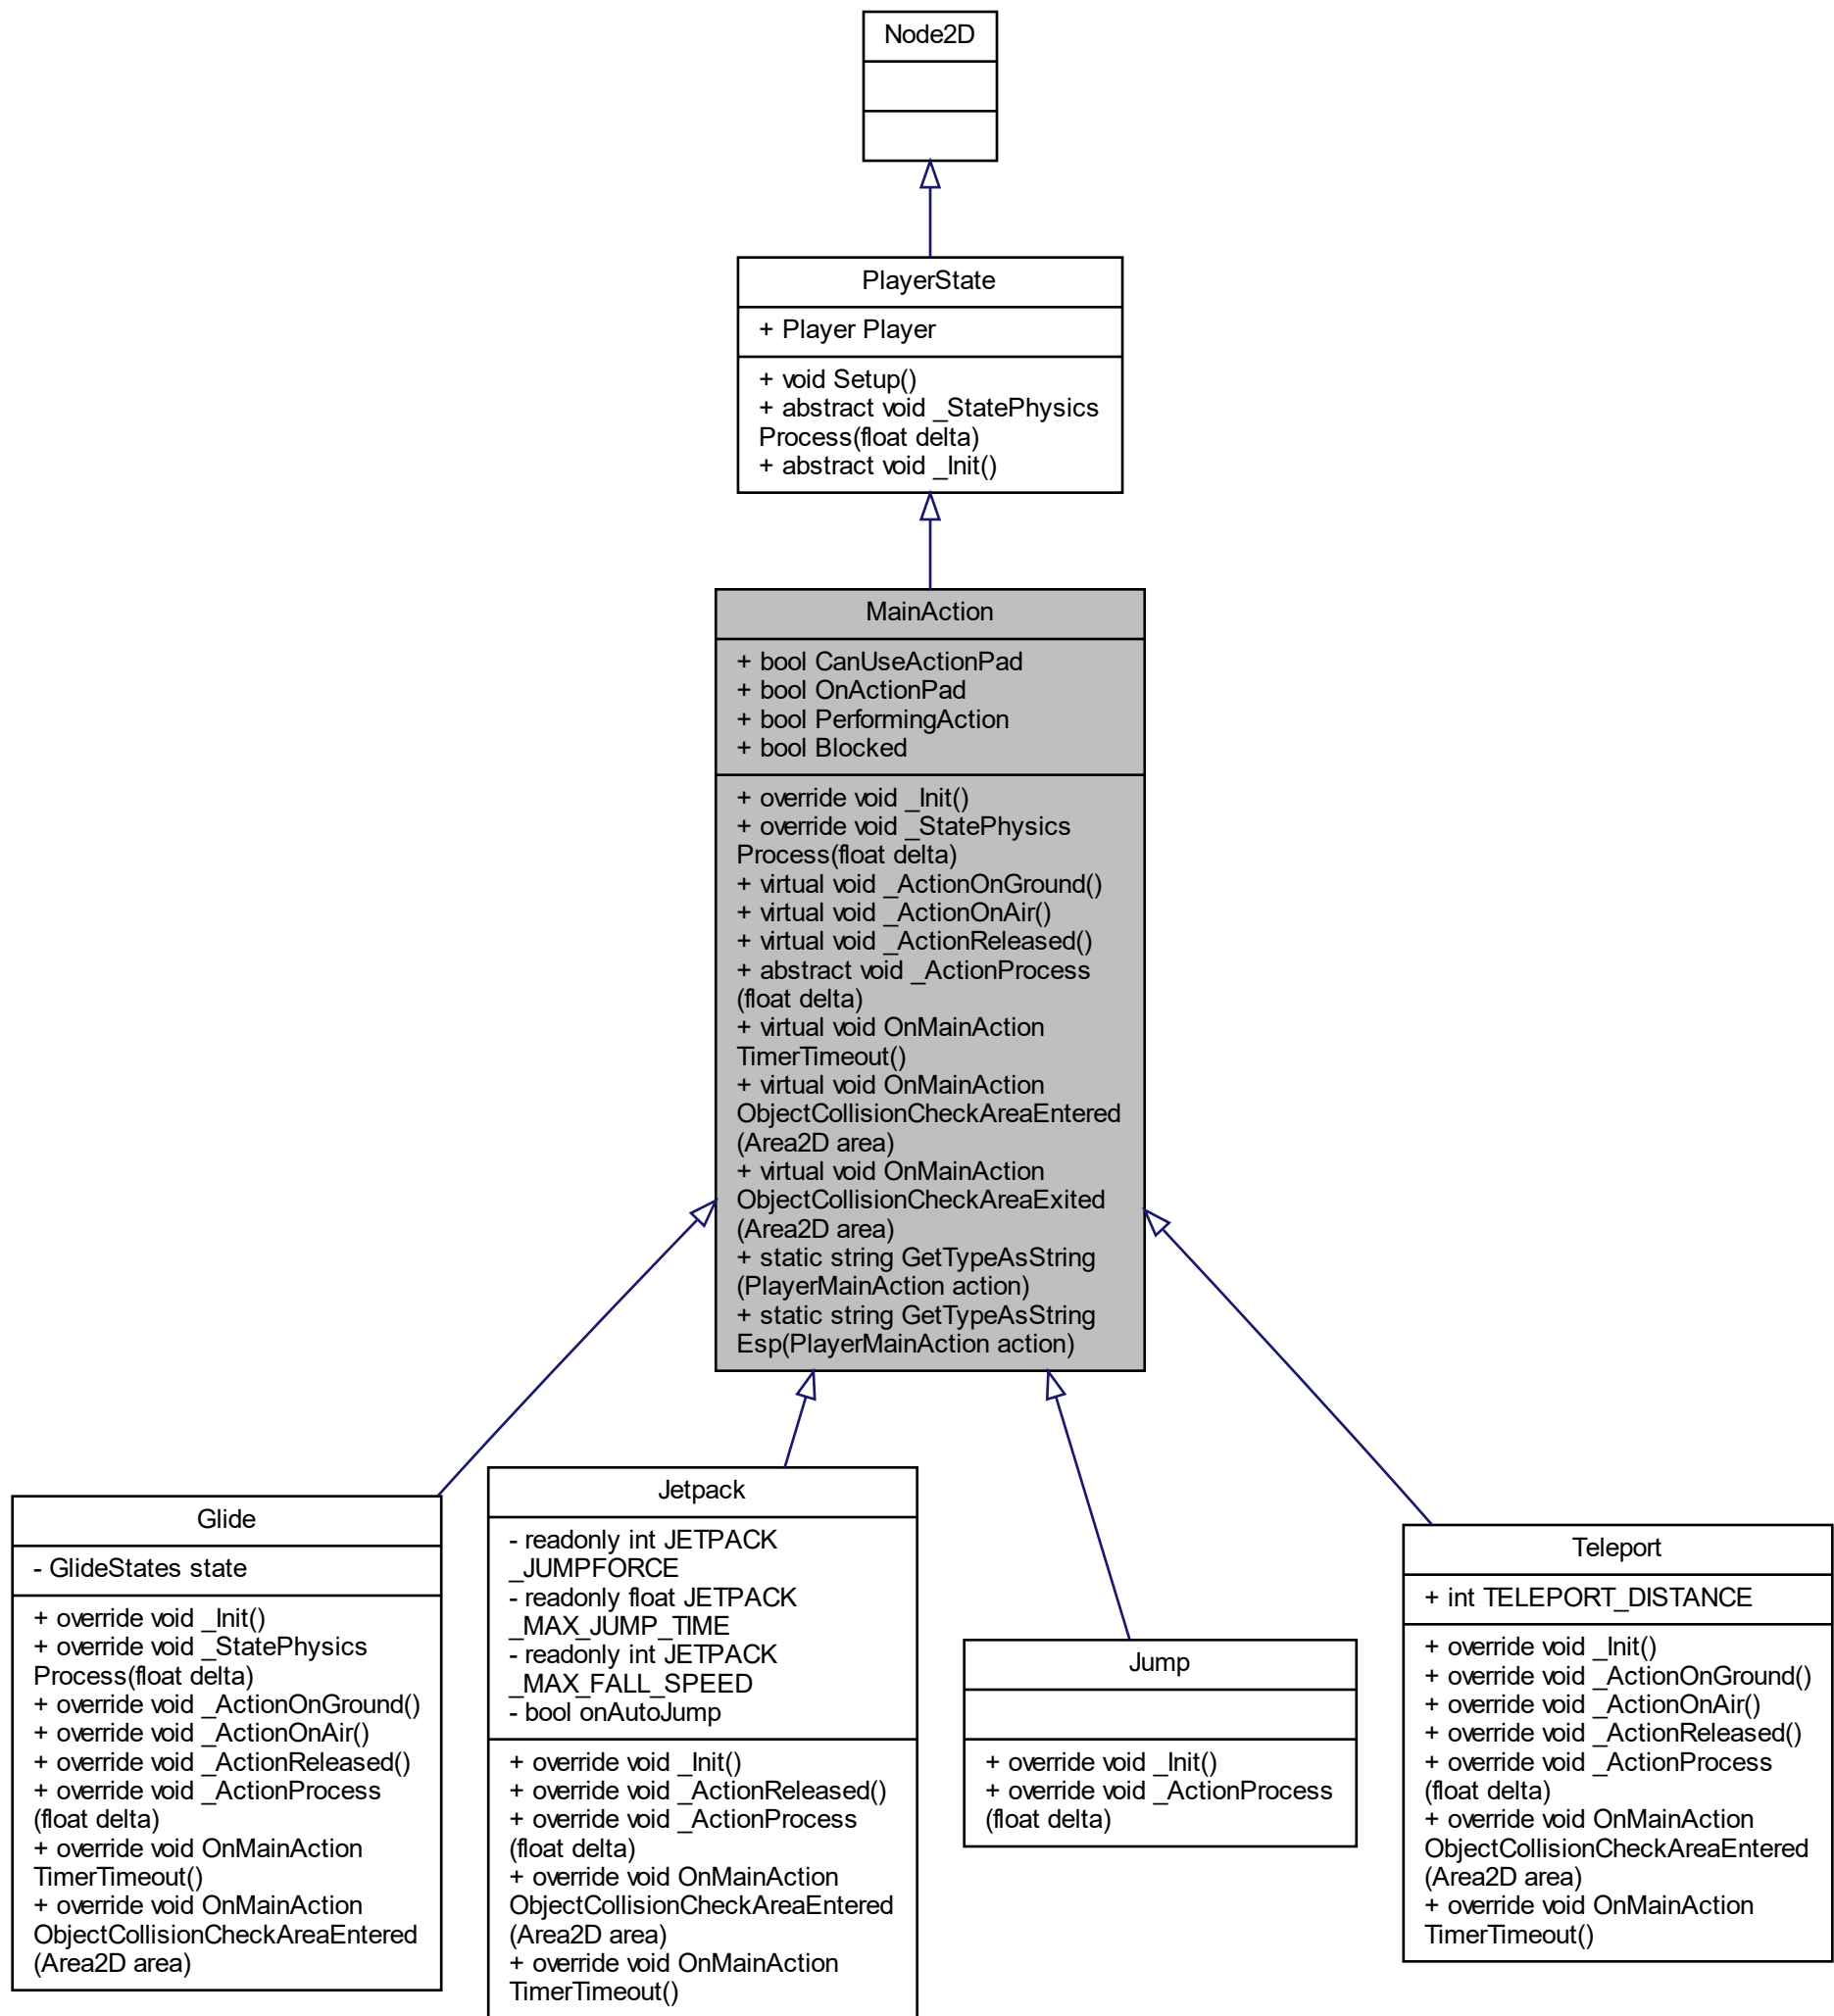 Node2D
PlayerState
+ Player Player
+ void Setup()
+ abstract void _StatePhysics
Process(float delta)
+ abstract void _Init()
MainAction
+ bool CanUseActionPad
+ bool OnActionPad
+ bool PerformingAction
+ bool Blocked
+ override void _Init()
+ override void _StatePhysics
Process(float delta)
+ virtual void _ActionOnGround()
+ virtual void _ActionOnAir()
+ virtual void _ActionReleased()
+ abstract void _ActionProcess
(float delta)
+ virtual void OnMainAction
TimerTimeout()
+ virtual void OnMainAction
ObjectCollisionCheckAreaEntered
(Area2D area)
+ virtual void OnMainAction
ObjectCollisionCheckAreaExited
(Area2D area)
+ static string GetTypeAsString
(PlayerMainAction action)
+ static string GetTypeAsString
Esp(PlayerMainAction action)
Glide
- GlideStates state
+ override void _Init()
+ override void _StatePhysics
Process(float delta)
+ override void _ActionOnGround()
+ override void _ActionOnAir()
+ override void _ActionReleased()
+ override void _ActionProcess
(float delta)
+ override void OnMainAction
TimerTimeout()
+ override void OnMainAction
ObjectCollisionCheckAreaEntered
(Area2D area)
Jetpack
- readonly int JETPACK
_JUMPFORCE
- readonly float JETPACK
_MAX_JUMP_TIME
- readonly int JETPACK
_MAX_FALL_SPEED
- bool onAutoJump
+ override void _Init()
+ override void _ActionReleased()
+ override void _ActionProcess
(float delta)
+ override void OnMainAction
ObjectCollisionCheckAreaEntered
(Area2D area)
+ override void OnMainAction
TimerTimeout()
Jump
+ override void _Init()
+ override void _ActionProcess
(float delta)
Teleport
+ int TELEPORT_DISTANCE
+ override void _Init()
+ override void _ActionOnGround()
+ override void _ActionOnAir()
+ override void _ActionReleased()
+ override void _ActionProcess
(float delta)
+ override void OnMainAction
ObjectCollisionCheckAreaEntered
(Area2D area)
+ override void OnMainAction
TimerTimeout()